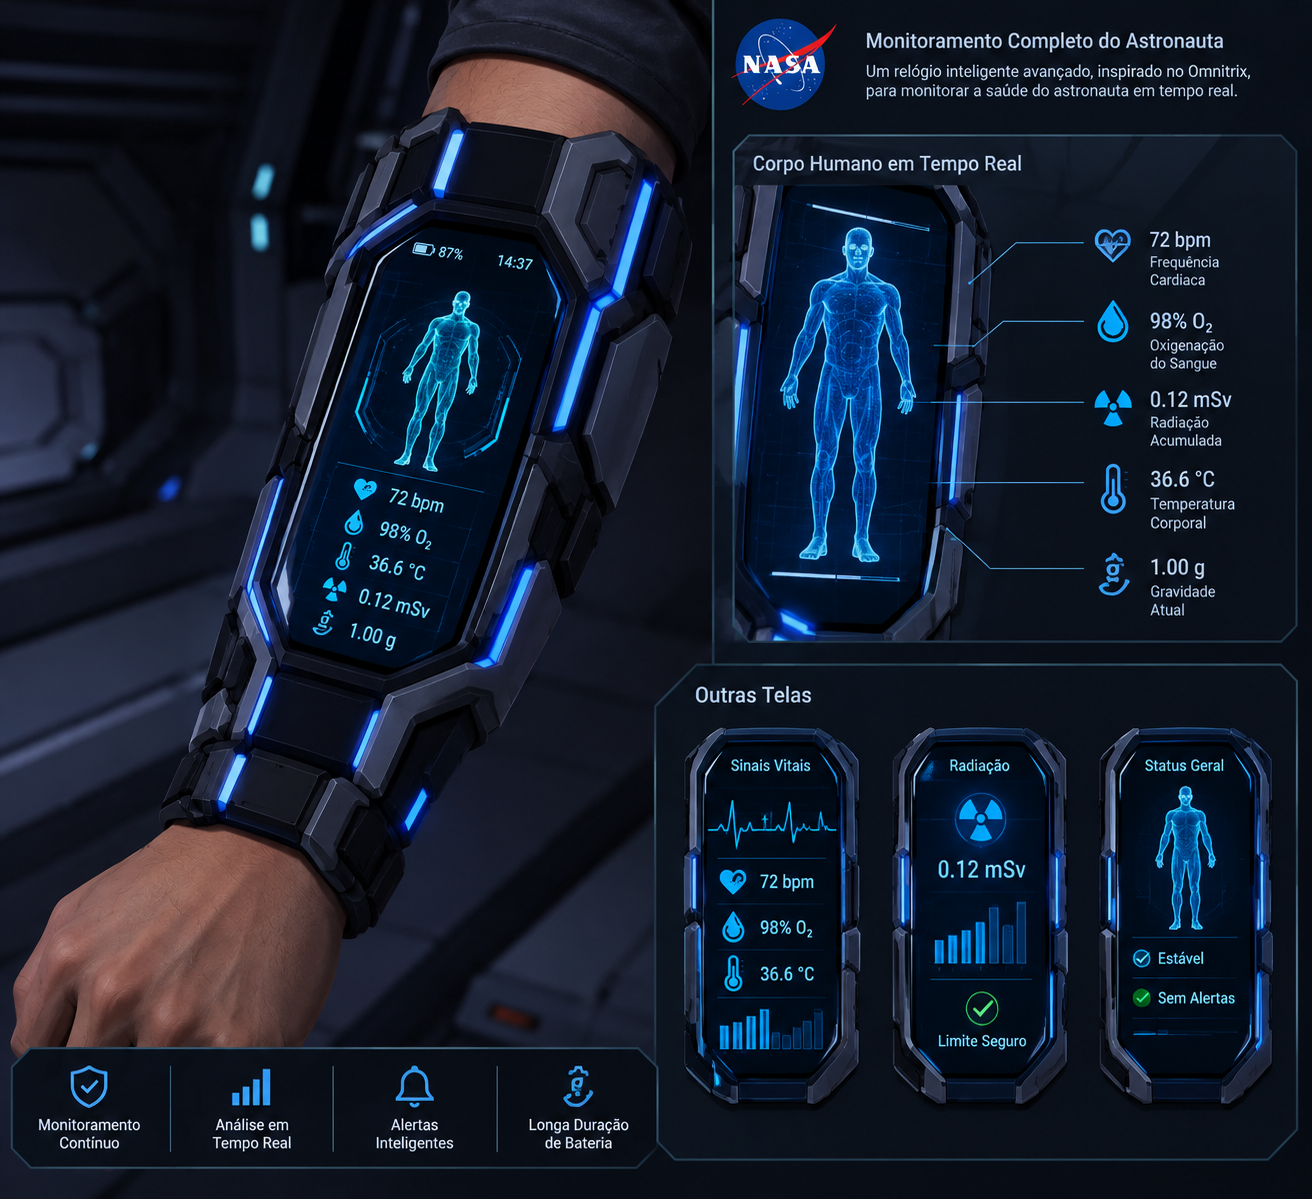 87% 14:37
72 bpm
98% O₂
36.6 °C
0.12 mSv
1.00 g
NASA
Monitoramento Completo do Astronauta
Um relógio inteligente avançado, inspirado no Omnitrix,
para monitorar a saúde do astronauta em tempo real.
Corpo Humano em Tempo Real
72 bpm
Frequência
Cardiaca
98% O₂
Oxigenação
do Sangue
0.12 mSv
Radiação
Acumulada
36.6 °C
Temperatura
Corporal
g
1.00 g
Gravidade
Atual
Outras Telas
Sinais Vitais
72 bpm
98% O₂
36.6 °C
Radiação
0.12 mSv
Limite Seguro
Status Geral
Estável
Sem Alertas
Monitoramento
Contínuo
Análise em
Tempo Real
Alertas
Inteligentes
Longa Duração
de Bateria